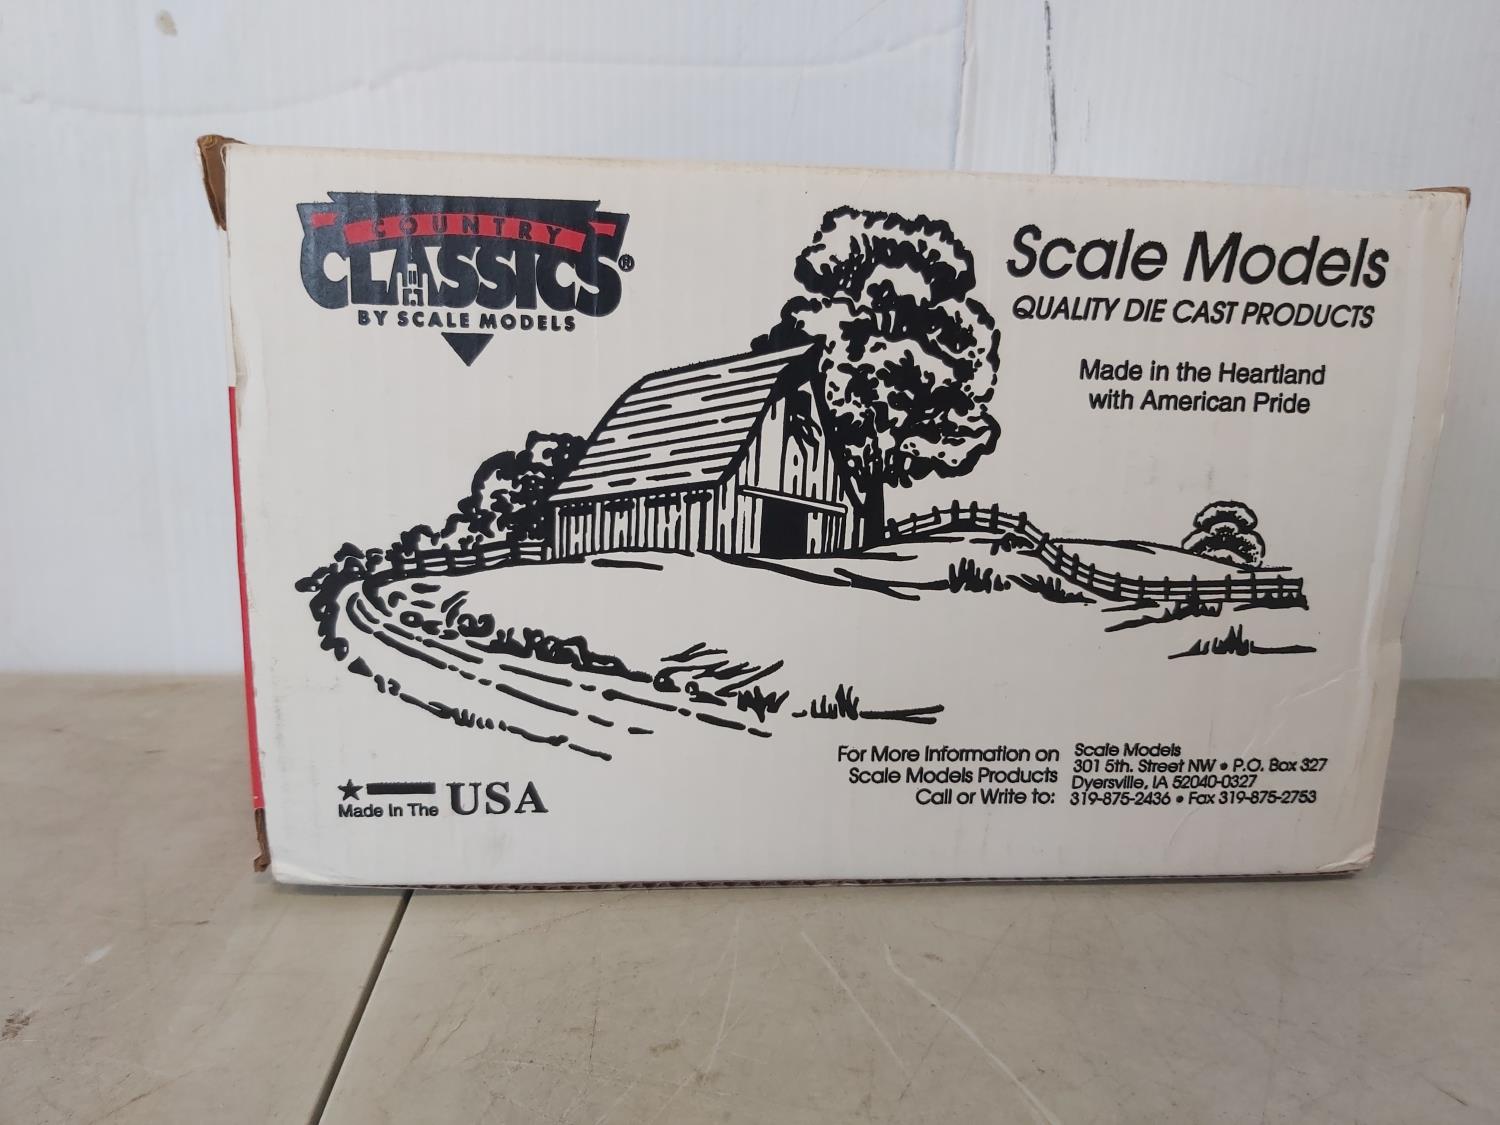 COUNTRY
CLASSICS®
BY SCALE MODELS
Scale Models
QUALITY DIE CAST PRODUCTS
Made in the Heartland
with American Pride
Made In The USA
For More Information on
Scale Models Products
Call or Write to:
Scale Models
301 5th. Street NW • P.O. Box 327
Dyersville, IA 52040-0327
319-875-2436 • Fax 319-875-2753